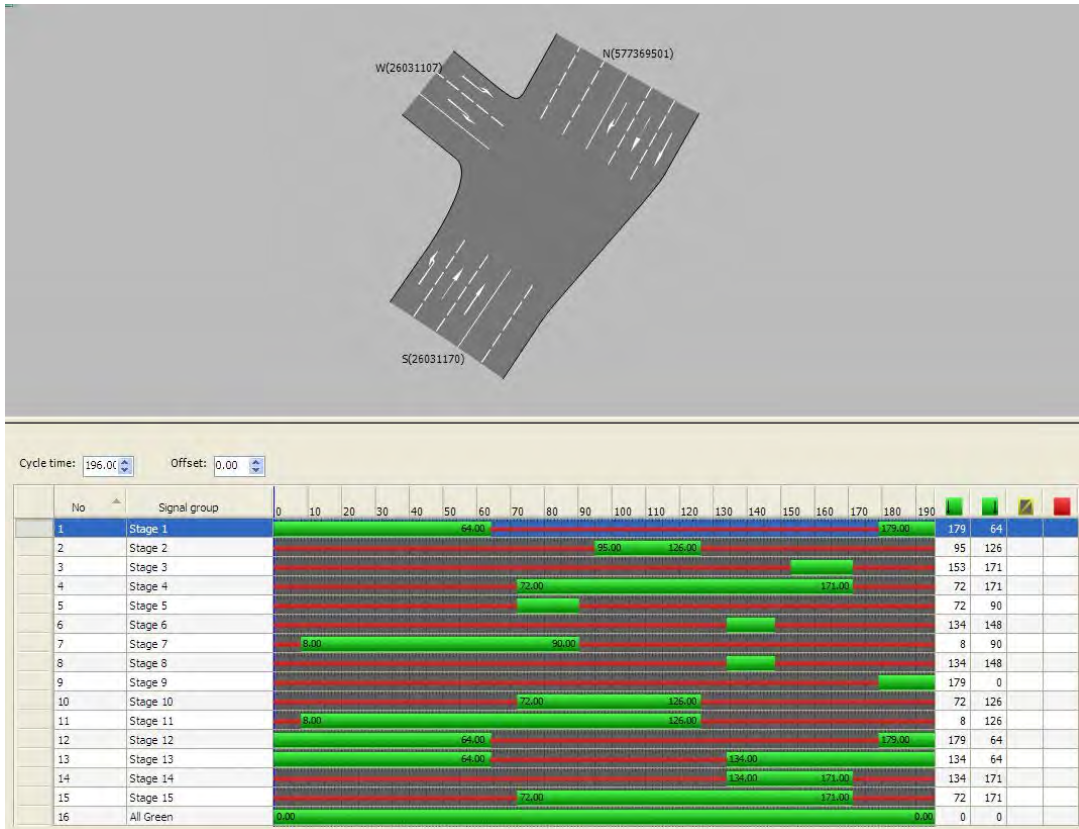 N(577369501)
W(26031107)
S(26031170)
Cycle time: 196.00 Offset: 0.00
No Signal group 0 10 20 30 40 50 60 70 80 90 100 110 120 130 140 150 160 170 180 190
1 Stage 1 64.00 179.00 179 64
2 Stage 2 95.00 126.00 95 126
3 Stage 3 153 171
4 Stage 4 72.00 171.00 72 171
5 Stage 5 72 90
6 Stage 6 134 148
7 Stage 7 8.00 90.00 8 90
8 Stage 8 134 148
9 Stage 9 179 0
10 Stage 10 72.00 126.00 72 126
11 Stage 11 8.00 126.00 8 126
12 Stage 12 64.00 179.00 179 64
13 Stage 13 64.00 134.00 134 64
14 Stage 14 134.00 171.00 134 171
15 Stage 15 72.00 171.00 72 171
16 All Green 0.00 0.00 0 0